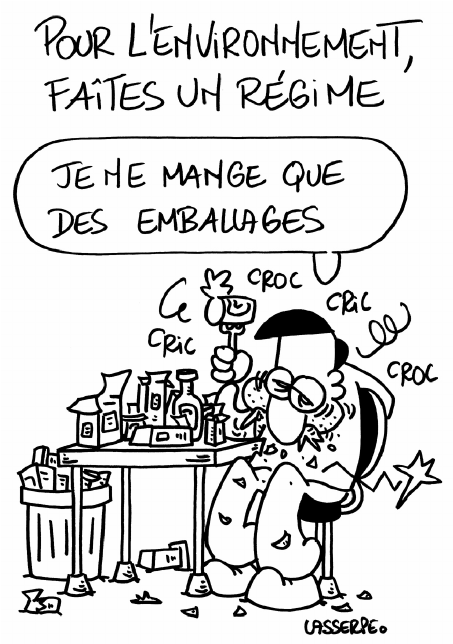 POUR L'ENVIRONNEMENT,
FAÎTES UN RÉGIME
JE NE MANGE QUE
DES EMBALLAGES
CROC
CRIC
CRIC
CROC
LASSERPE.